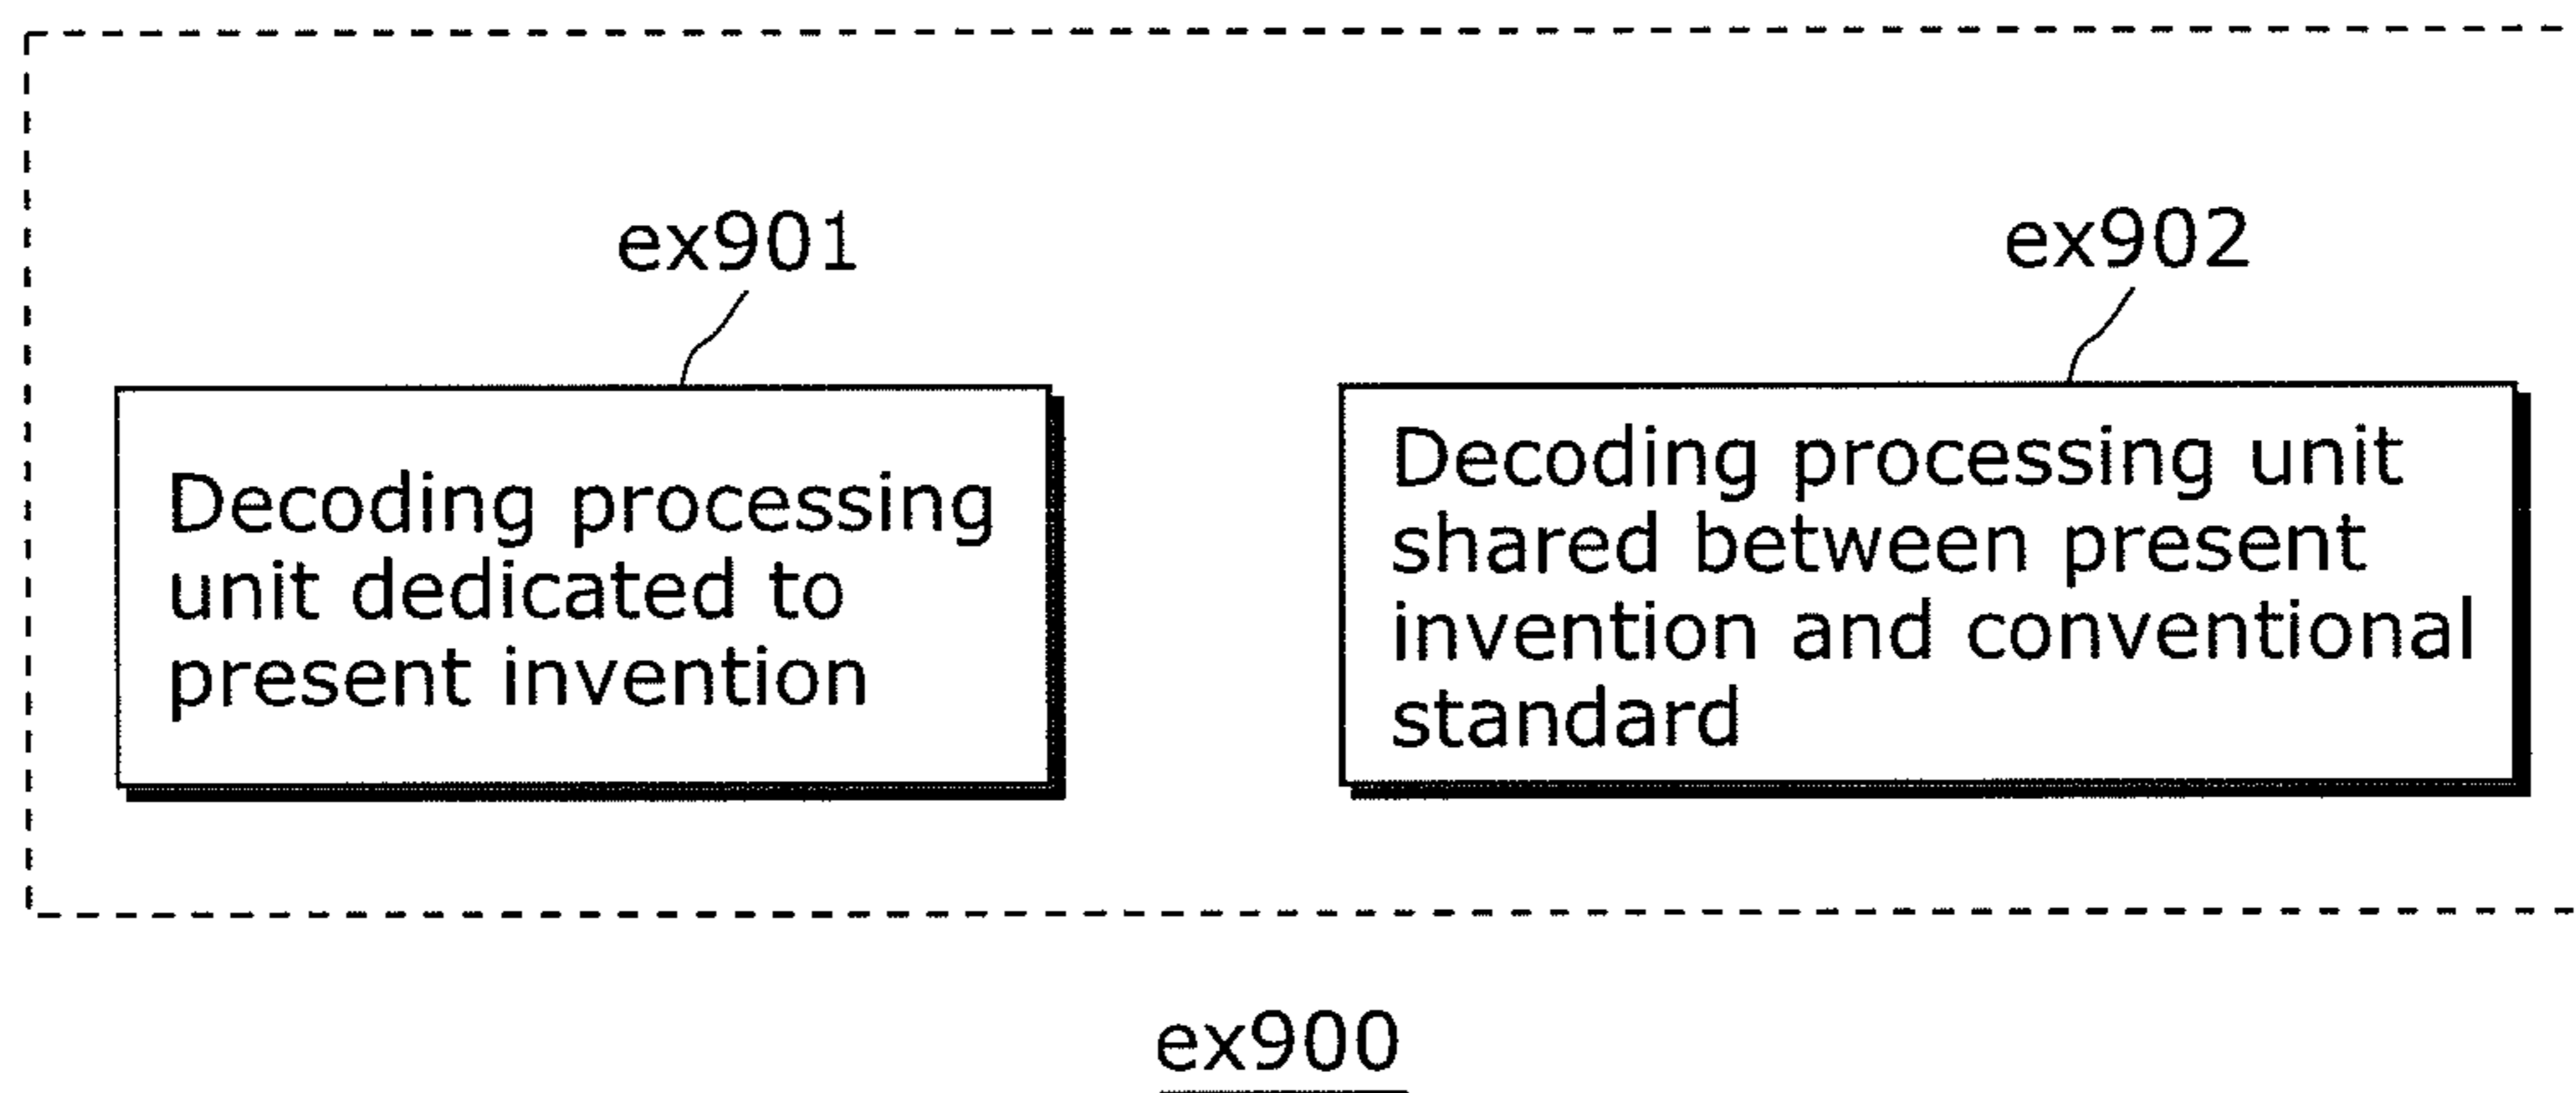 ex901
Decoding processing
unit dedicated to
present invention
ex902
Decoding processing unit
shared between present
invention and conventional
standard
ex900